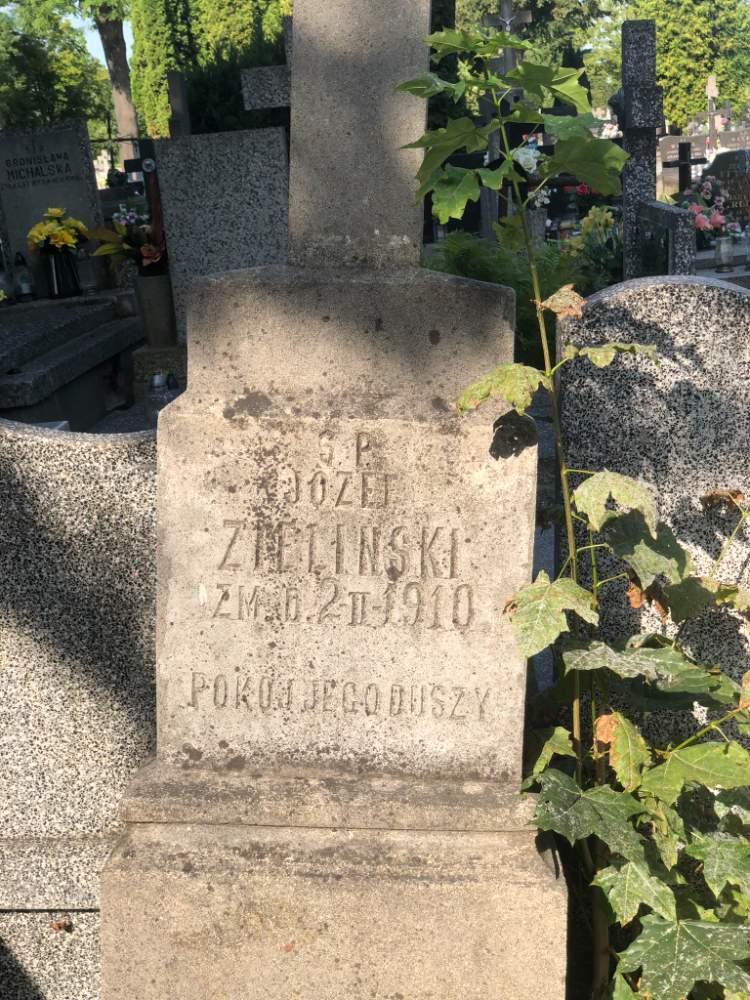 Ś.P.
BRONISŁAWA
MICHALSKA
Ś.P.
JÓZEF
ZIELIŃSKI
ZM. D. 2-II-1910
POKÓJ JEGO DUSZY